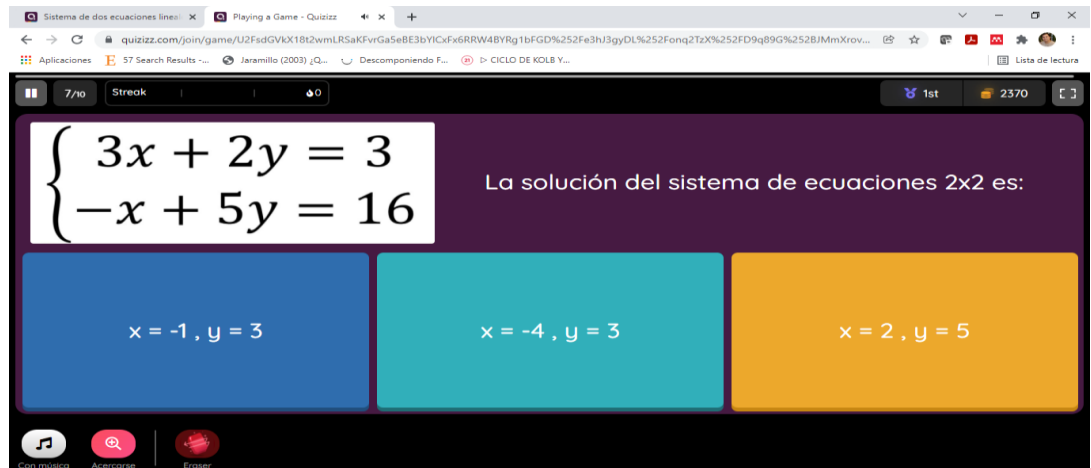 Sistema de dos ecuaciones lineal
Playing a Game - Quizizz
quizizz.com/join/game/U2FsdGVkX18t2wmLRSaKFvrGa5eBE3bYICxFx6RRW4BYRg1bFGD%252Fe3hJ3gyDL%252Fonq2TzX%252FD9q89G%252BJMmXrov...
Aplicaciones
57 Search Results -...
Jaramillo (2003) ¿Q...
Descomponiendo F...
▷ CICLO DE KOLB Y...
Lista de lectura
7/10
Streak
0
1st
2370
3x + 2y = 3
−x + 5y = 16
La solución del sistema de ecuaciones 2x2 es:
x = -1 , y = 3
x = -4 , y = 3
x = 2 , y = 5
Con música
Acercarse
Eraser